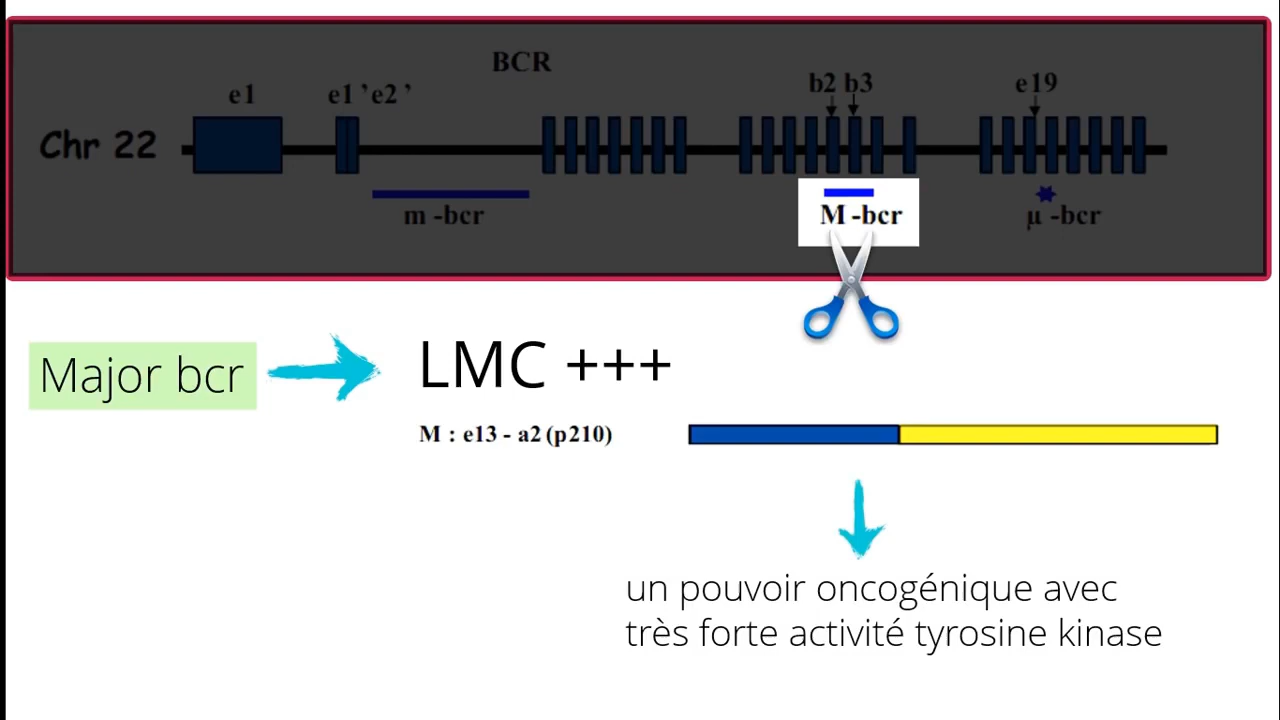 BCR
e1 e1 ’e2 ’ b2 b3 e19
Chr 22
m -bcr M -bcr µ -bcr
Major bcr LMC +++
M : e13 - a2 (p210)
un pouvoir oncogénique avec
très forte activité tyrosine kinase